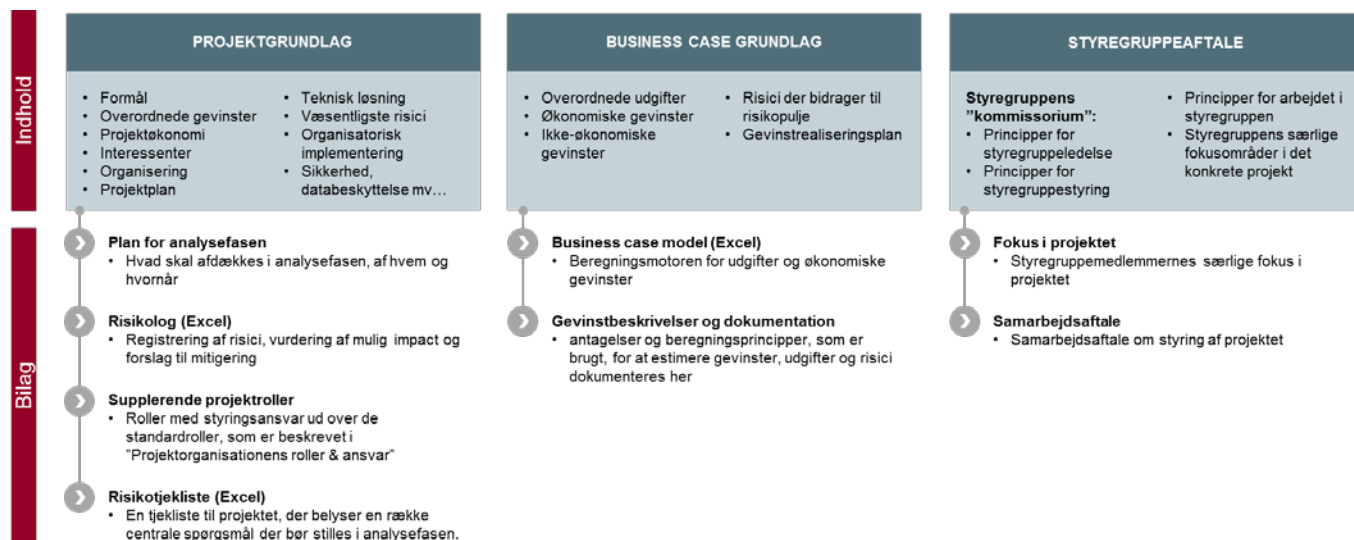 Indhold
PROJEKTGRUNDLAG
• Formål
• Overordnede gevinster
• Projektøkonomi
• Interessenter
• Organisering
• Projektplan
• Teknisk løsning
• Væsentligste risici
• Organisatorisk
implementering
• Sikkerhed,
databeskyttelse mv…
BUSINESS CASE GRUNDLAG
• Overordnede udgifter
• Økonomiske gevinster
• Ikke-økonomiske
gevinster
• Risici der bidrager til
risikopulje
• Gevinstrealiseringsplan
STYREGRUPPEAFTALE
Styregruppens
”kommissorium”:
• Principper for
styregruppeledelse
• Principper for
styregruppestyring
• Principper for arbejdet i
styregruppen
• Styregruppens særlige
fokusområder i det
konkrete projekt
Bilag
Plan for analysefasen
• Hvad skal afdækkes i analysefasen, af hvem og
hvornår
Risikolog (Excel)
• Registrering af risici, vurdering af mulig impact og
forslag til mitigering
Supplerende projektroller
• Roller med styringsansvar ud over de
standardroller, som er beskrevet i
”Projektorganisationens roller & ansvar”
Risikotjekliste (Excel)
• En tjekliste til projektet, der belyser en række
centrale spørgsmål der bør stilles i analysefasen.
Business case model (Excel)
• Beregningsmotoren for udgifter og økonomiske
gevinster
Gevinstbeskrivelser og dokumentation
• antagelser og beregningsprincipper, som er
brugt, for at estimere gevinster, udgifter og risici
dokumenteres her
Fokus i projektet
• Styregruppemedlemmernes særlige fokus i
projektet
Samarbejdsaftale
• Samarbejdsaftale om styring af projektet